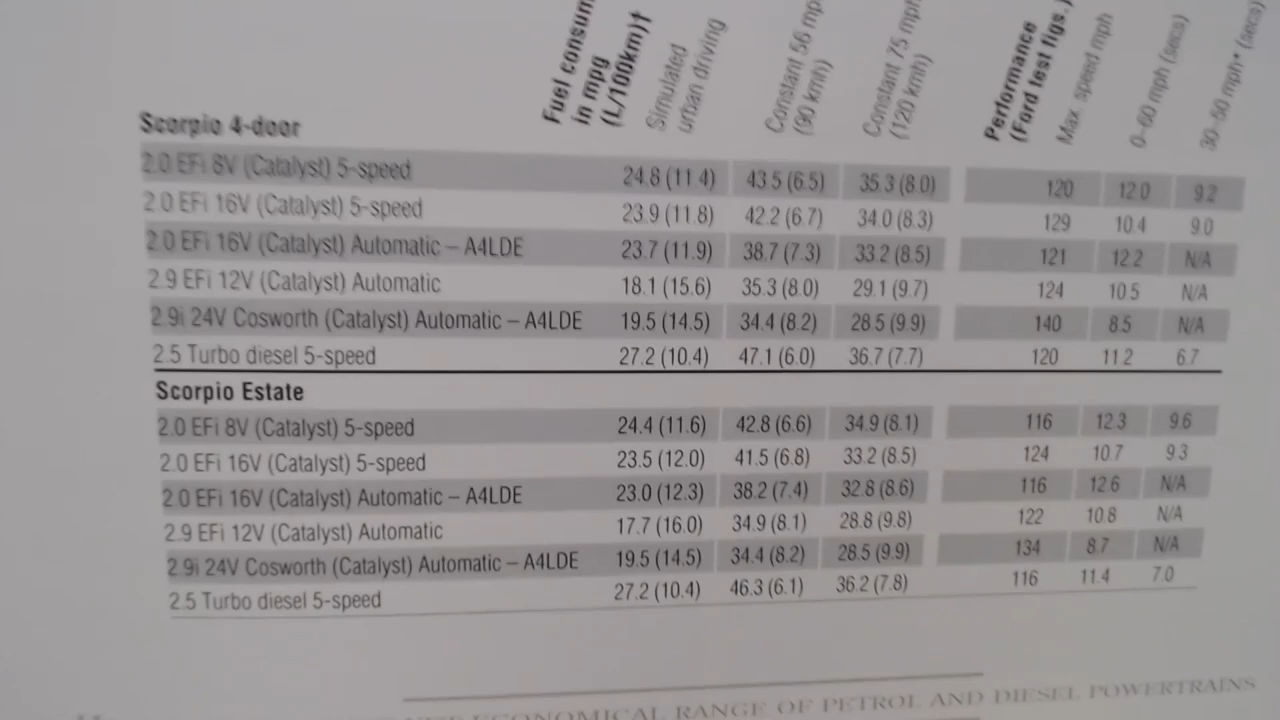 Fuel consum
in mpg
(L/100km)†
Simulated
urban driving
Constant 56 mp
(90 kmh)
Constant 75 mph
(120 kmh)
Performance
(Ford test figs.)
Max. speed mph
0–60 mph (secs)
30–50 mph* (secs)
Scorpio 4-door
2.0 EFi 8V (Catalyst) 5-speed 24.8 (11.4) 43.5 (6.5) 35.3 (8.0) 120 12.0 9.2
2.0 EFi 16V (Catalyst) 5-speed 23.9 (11.8) 42.2 (6.7) 34.0 (8.3) 129 10.4 9.0
2.0 EFi 16V (Catalyst) Automatic – A4LDE 23.7 (11.9) 38.7 (7.3) 33.2 (8.5) 121 12.2 N/A
2.9 EFi 12V (Catalyst) Automatic 18.1 (15.6) 35.3 (8.0) 29.1 (9.7) 124 10.5 N/A
2.9i 24V Cosworth (Catalyst) Automatic – A4LDE 19.5 (14.5) 34.4 (8.2) 28.5 (9.9) 140 8.5 N/A
2.5 Turbo diesel 5-speed 27.2 (10.4) 47.1 (6.0) 36.7 (7.7) 120 11.2 6.7
Scorpio Estate
2.0 EFi 8V (Catalyst) 5-speed 24.4 (11.6) 42.8 (6.6) 34.9 (8.1) 116 12.3 9.6
2.0 EFi 16V (Catalyst) 5-speed 23.5 (12.0) 41.5 (6.8) 33.2 (8.5) 124 10.7 9.3
2.0 EFi 16V (Catalyst) Automatic – A4LDE 23.0 (12.3) 38.2 (7.4) 32.8 (8.6) 116 12.6 N/A
2.9 EFi 12V (Catalyst) Automatic 17.7 (16.0) 34.9 (8.1) 28.8 (9.8) 122 10.8 N/A
2.9i 24V Cosworth (Catalyst) Automatic – A4LDE 19.5 (14.5) 34.4 (8.2) 28.5 (9.9) 134 8.7 N/A
2.5 Turbo diesel 5-speed 27.2 (10.4) 46.3 (6.1) 36.2 (7.8) 116 11.4 7.0
ECONOMICAL RANGE OF PETROL AND DIESEL POWERTRAINS